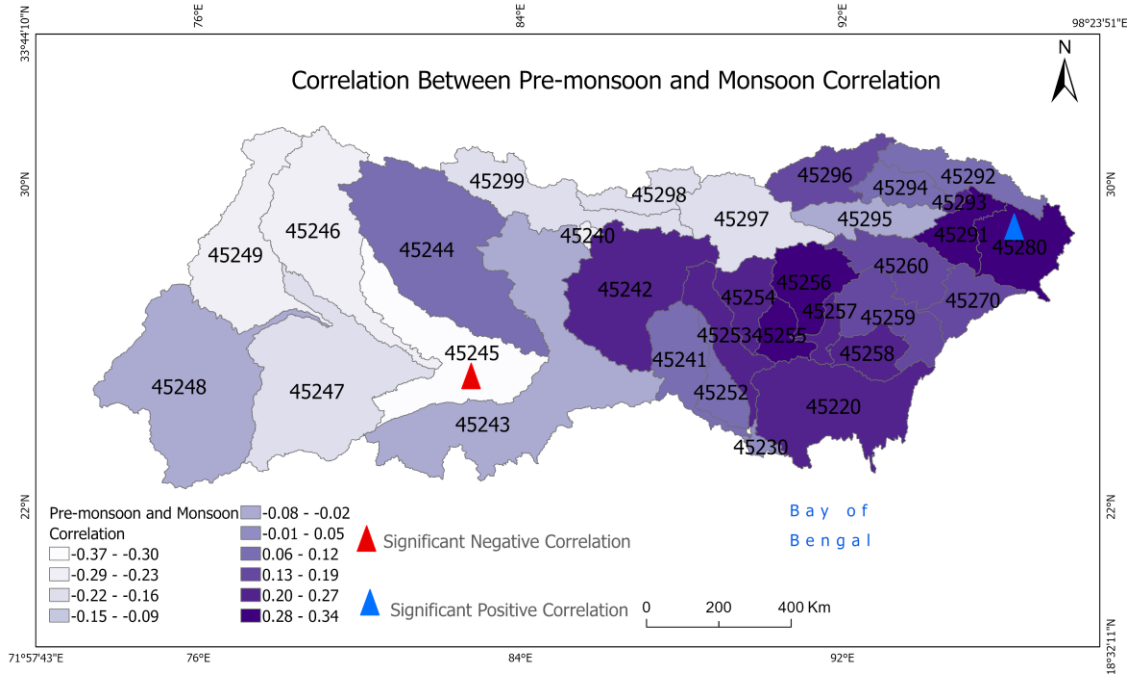 76°E 84°E 92°E
33°44'10"N 98°23'51"E
N
Correlation Between Pre-monsoon and Monsoon Correlation
30°N 30°N
45299 45298 45296 45294 45292
45293
45297 45295
45249 45246 45244 45240 45291 45280
45260
45242 45254 45256 45270
45257 45259
45253 45255
45248 45247 45245 45241 45258
45252 45220
45243
45230
22°N 22°N
Pre-monsoon and Monsoon
Correlation
-0.37 - -0.30
-0.29 - -0.23
-0.22 - -0.16
-0.15 - -0.09
-0.08 - -0.02
-0.01 - 0.05
0.06 - 0.12
0.13 - 0.19
0.20 - 0.27
0.28 - 0.34
Significant Negative Correlation
Significant Positive Correlation
Bay of
Bengal
0 200 400 Km
71°57'43"E 76°E 84°E 92°E 18°32'11"N